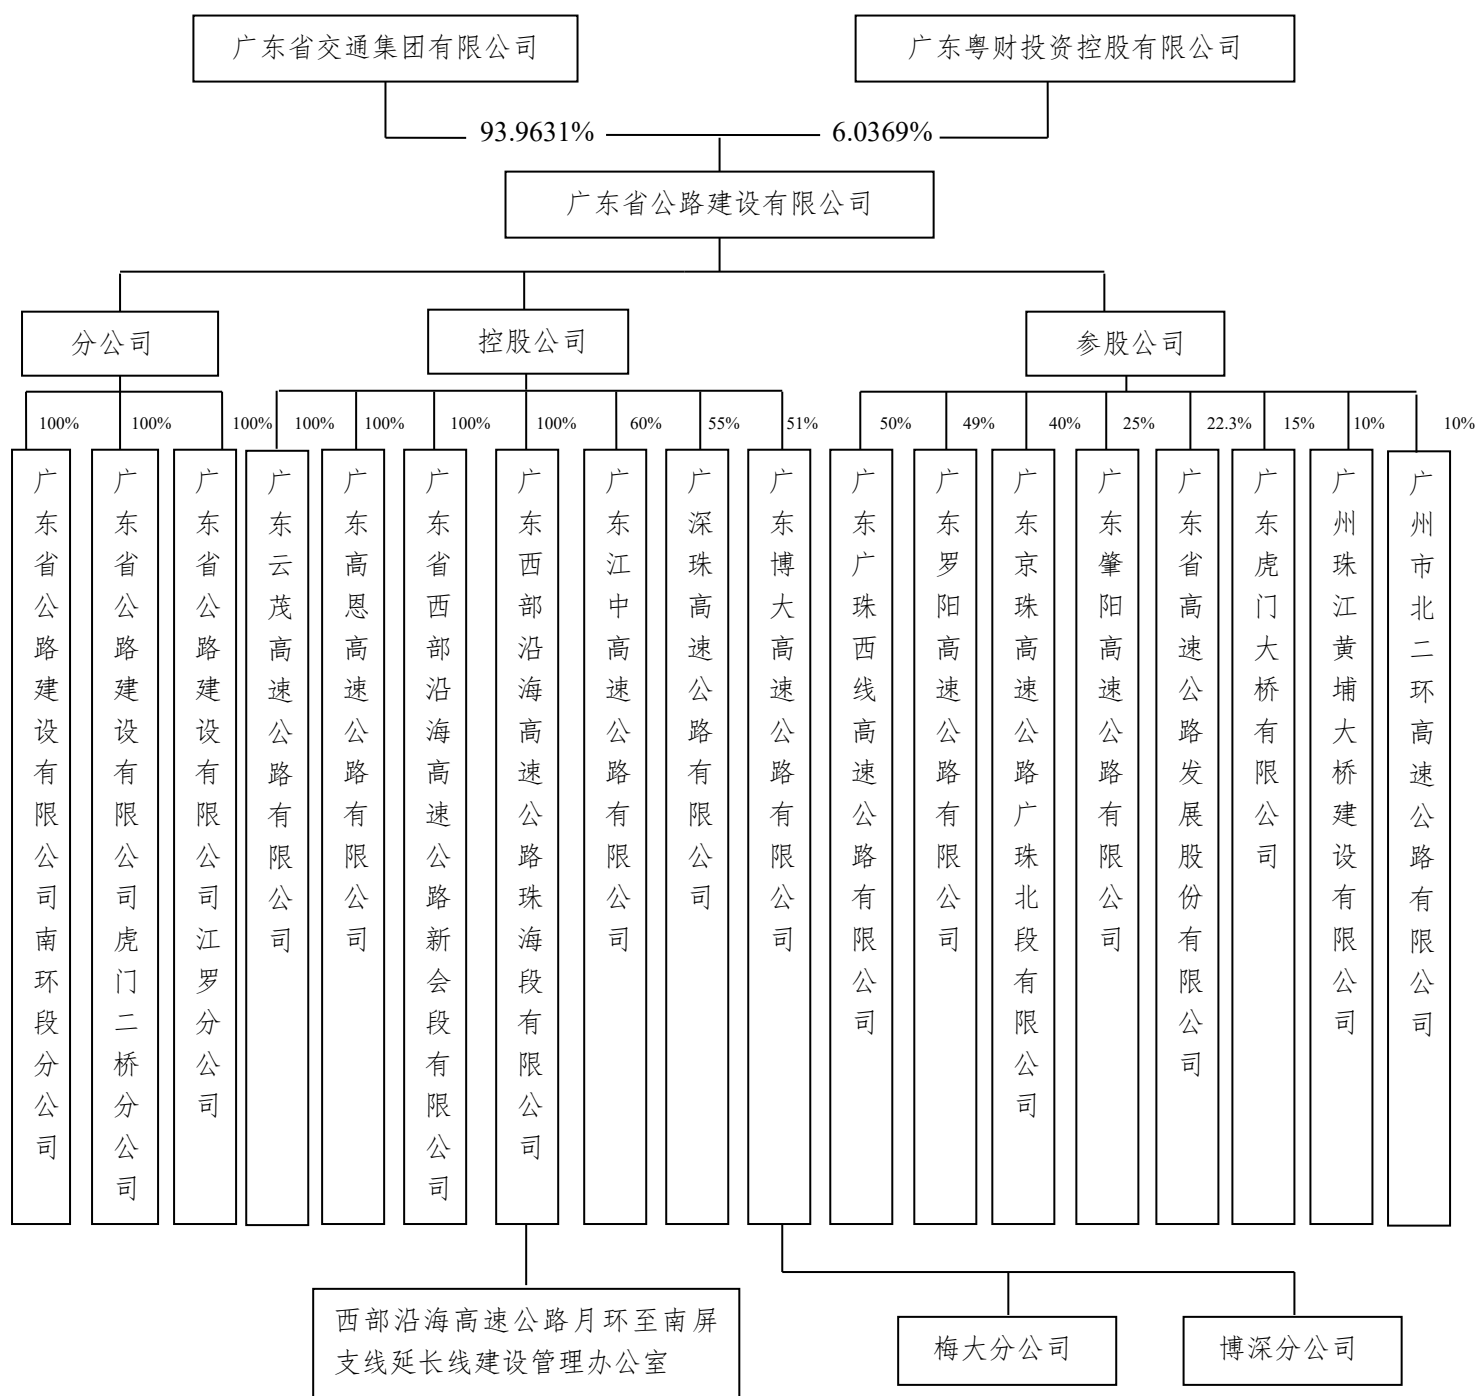 广东省交通集团有限公司
广东粤财投资控股有限公司
93.9631%
6.0369%
广东省公路建设有限公司
分公司
控股公司
参股公司
100%
100%
100%
100%
100%
100%
100%
60%
55%
51%
50%
49%
40%
25%
22.3%
15%
10%
10%
广东省公路建设有限公司南环段分公司
广东省公路建设有限公司虎门二桥分公司
广东省公路建设有限公司江罗分公司
广东云茂高速公路有限公司
广东高恩高速公路有限公司
广东省西部沿海高速公路新会段有限公司
广东西部沿海高速公路珠海段有限公司
广东江中高速公路有限公司
广深珠高速公路有限公司
广东博大高速公路有限公司
广东广珠西线高速公路有限公司
广东罗阳高速公路有限公司
广东京珠高速公路广珠北段有限公司
广东肇阳高速公路有限公司
广东省高速公路发展股份有限公司
广东虎门大桥有限公司
广州珠江黄埔大桥建设有限公司
广州市北二环高速公路有限公司
西部沿海高速公路月环至南屏
支线延长线建设管理办公室
梅大分公司
博深分公司